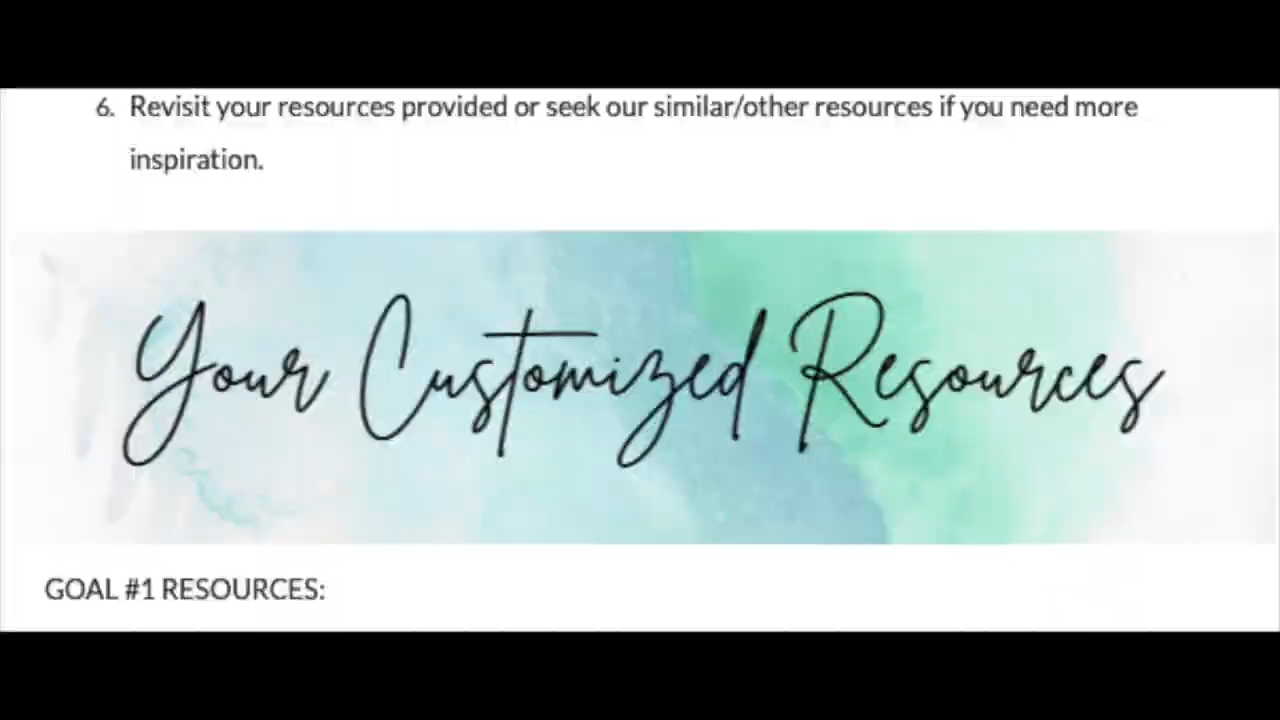 6. Revisit your resources provided or seek our similar/other resources if you need more
inspiration.
Your Customized Resources
GOAL #1 RESOURCES: